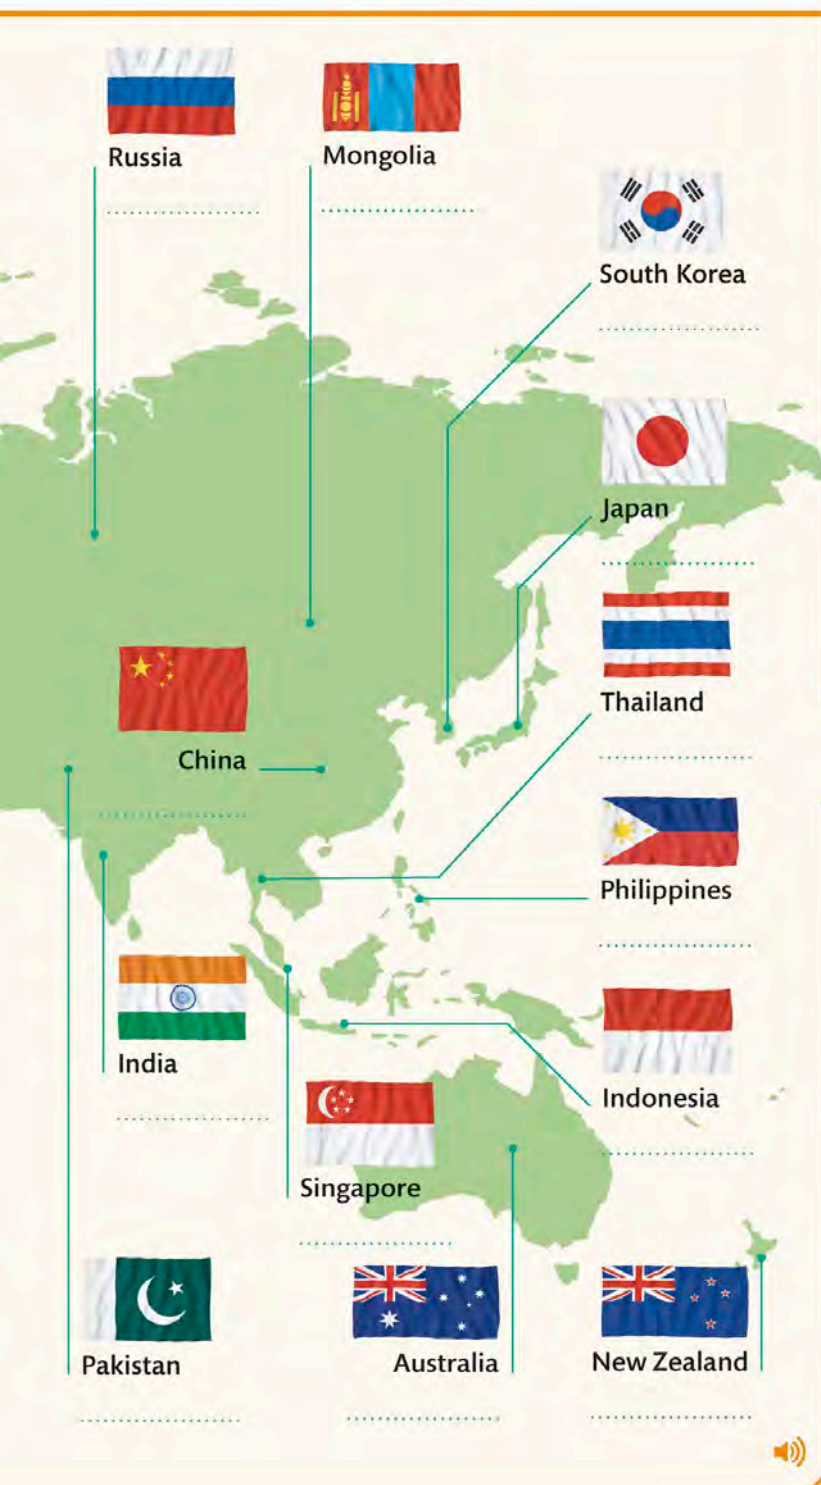 Russia
Mongolia
South Korea
Japan
Thailand
China
Philippines
India
Indonesia
Singapore
Pakistan
Australia
New Zealand